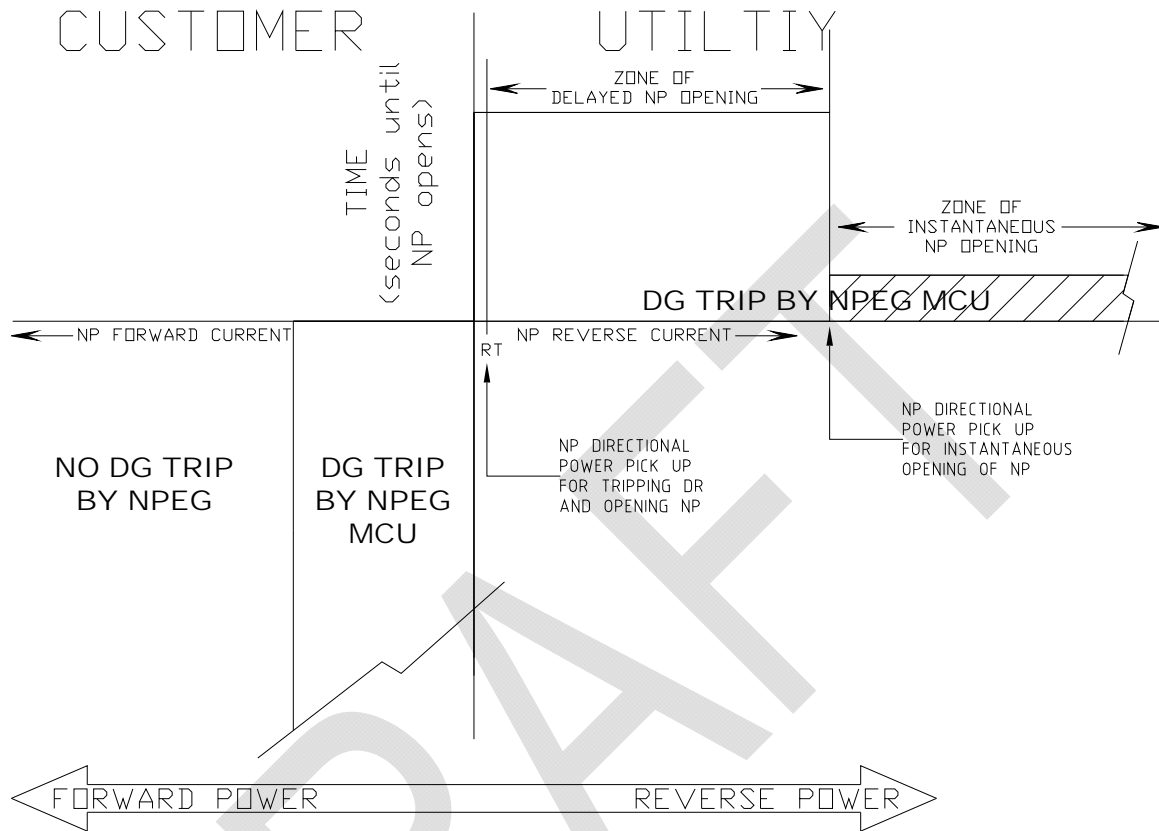 CUSTOMER
UTILTIY
TIME
(seconds until
NP opens)
ZONE OF
DELAYED NP OPENING
ZONE OF
INSTANTANEOUS
NP OPENING
DG TRIP BY NPEG MCU
NP FORWARD CURRENT
RT
NP REVERSE CURRENT
NO DG TRIP
BY NPEG
DG TRIP
BY NPEG
MCU
NP DIRECTIONAL
POWER PICK UP
FOR TRIPPING DR
AND OPENING NP
NP DIRECTIONAL
POWER PICK UP
FOR INSTANTANEOUS
OPENING OF NP
FORWARD POWER
REVERSE POWER
DRAFT